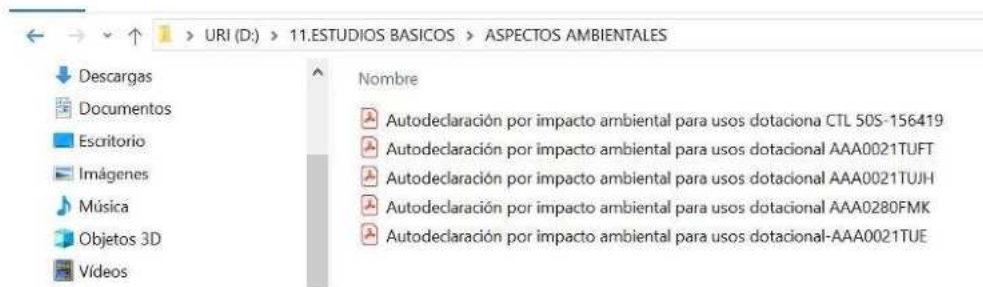 URI (D:) > 11.ESTUDIOS BASICOS > ASPECTOS AMBIENTALES
Descargas
Documentos
Escritorio
Imágenes
Música
Objetos 3D
Vídeos
Nombre
Autodeclaración por impacto ambiental para usos dotaciona CTL 50S-156419
Autodeclaración por impacto ambiental para usos dotacional AAA0021TUFT
Autodeclaración por impacto ambiental para usos dotacional AAA0021TUJH
Autodeclaración por impacto ambiental para usos dotacional AAA0280FMK
Autodeclaración por impacto ambiental para usos dotacional-AAA0021TUE